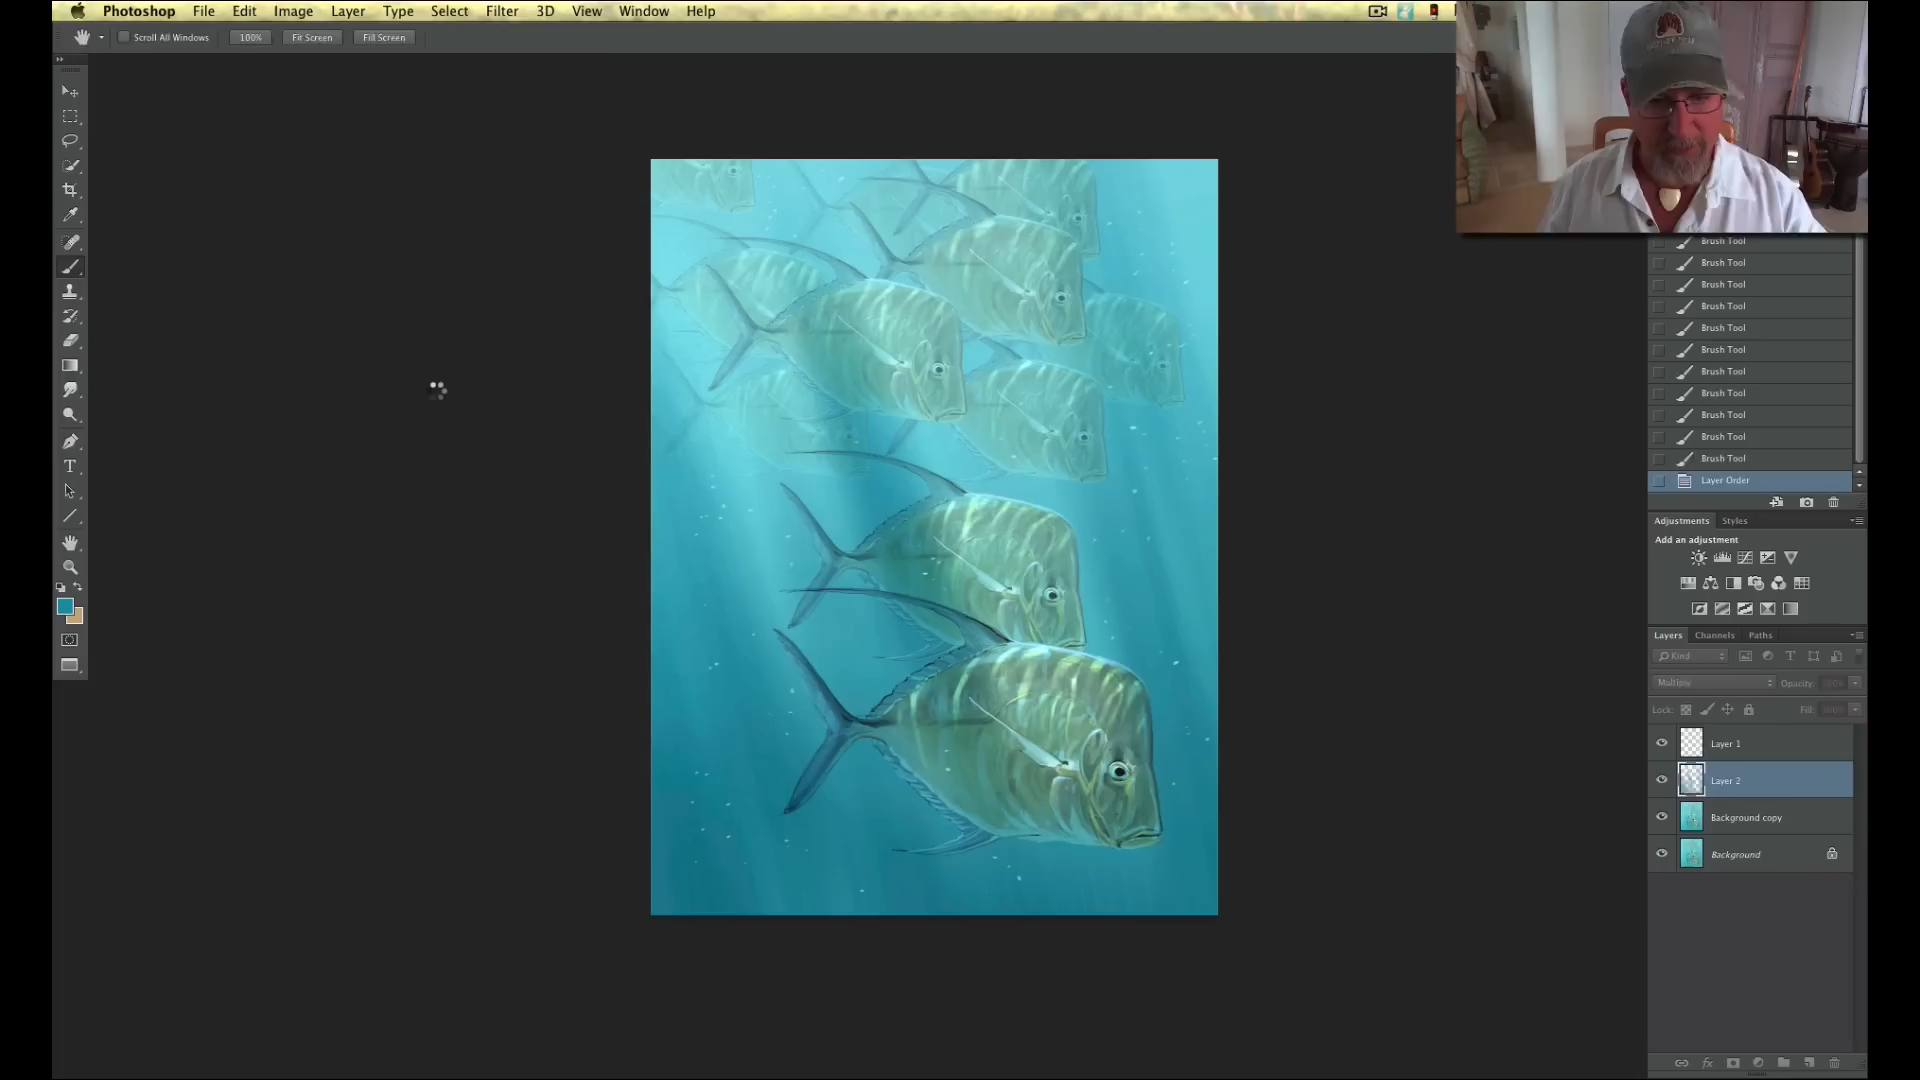 Photoshop File Edit Image Layer Type Select Filter 3D View Window Help
Scroll All Windows 100% Fit Screen Fill Screen
Brush Tool
Brush Tool
Brush Tool
Brush Tool
Brush Tool
Brush Tool
Brush Tool
Brush Tool
Brush Tool
Brush Tool
Brush Tool
Layer Order
Adjustments Styles
Add an adjustment
Layers Channels Paths
Kind
Multiply Opacity:
Lock: Fill:
Layer 1
Layer 2
Background copy
Background
fx